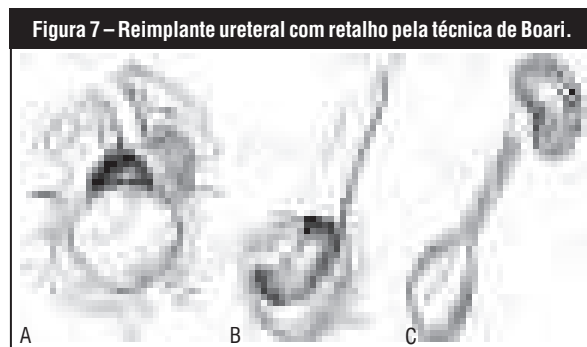 Figura 7 – Reimplante ureteral com retalho pela técnica de Boari.
A B C